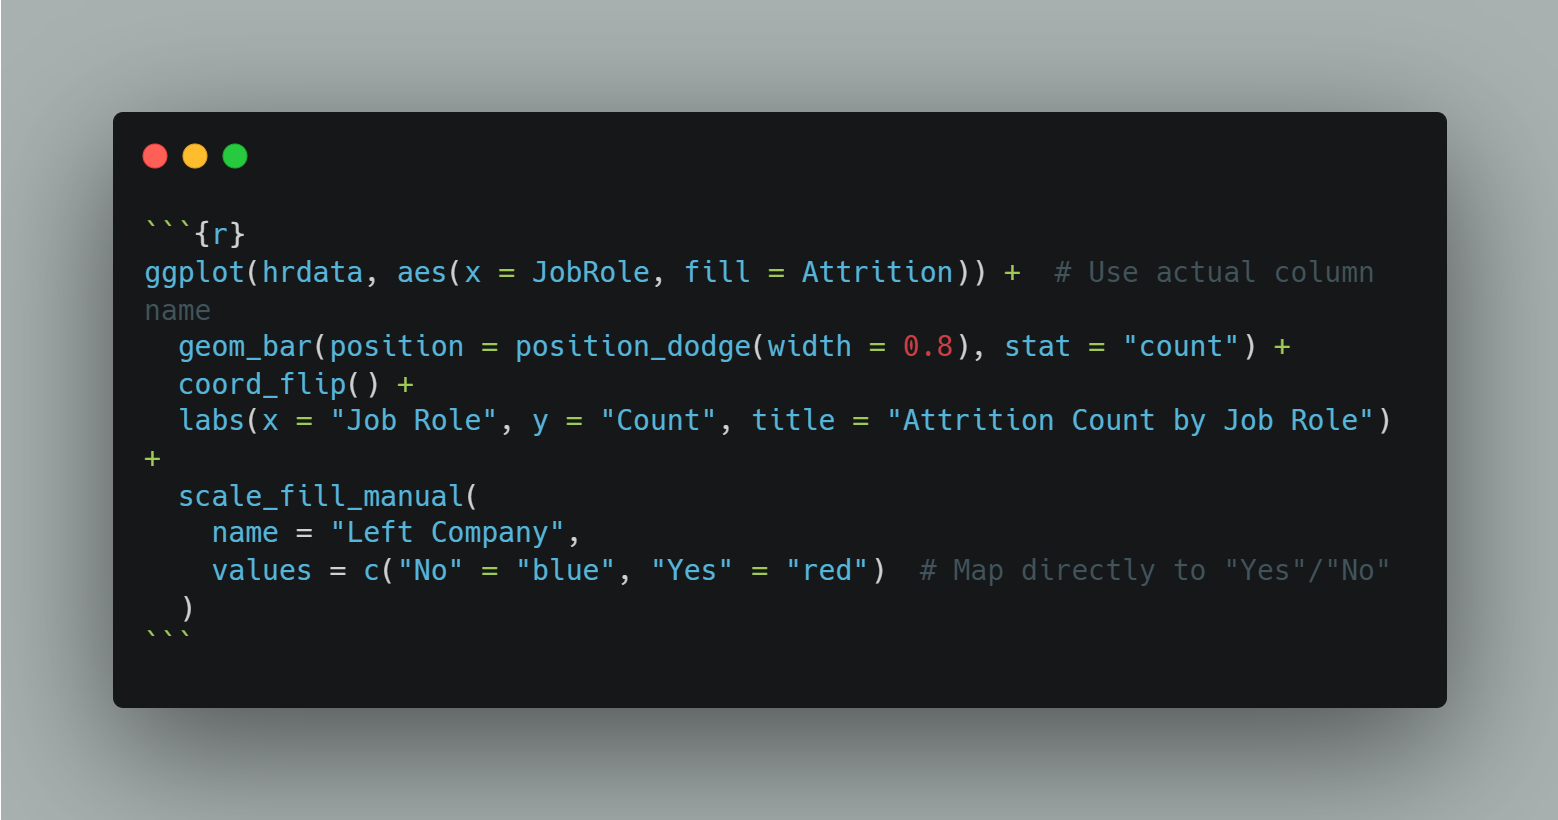 ```{r}
ggplot(hrdata, aes(x = JobRole, fill = Attrition)) +  # Use actual column
name
  geom_bar(position = position_dodge(width = 0.8), stat = "count") +
  coord_flip() +
  labs(x = "Job Role", y = "Count", title = "Attrition Count by Job Role")
+
  scale_fill_manual(
    name = "Left Company",
    values = c("No" = "blue", "Yes" = "red")  # Map directly to "Yes"/"No"
  )
```